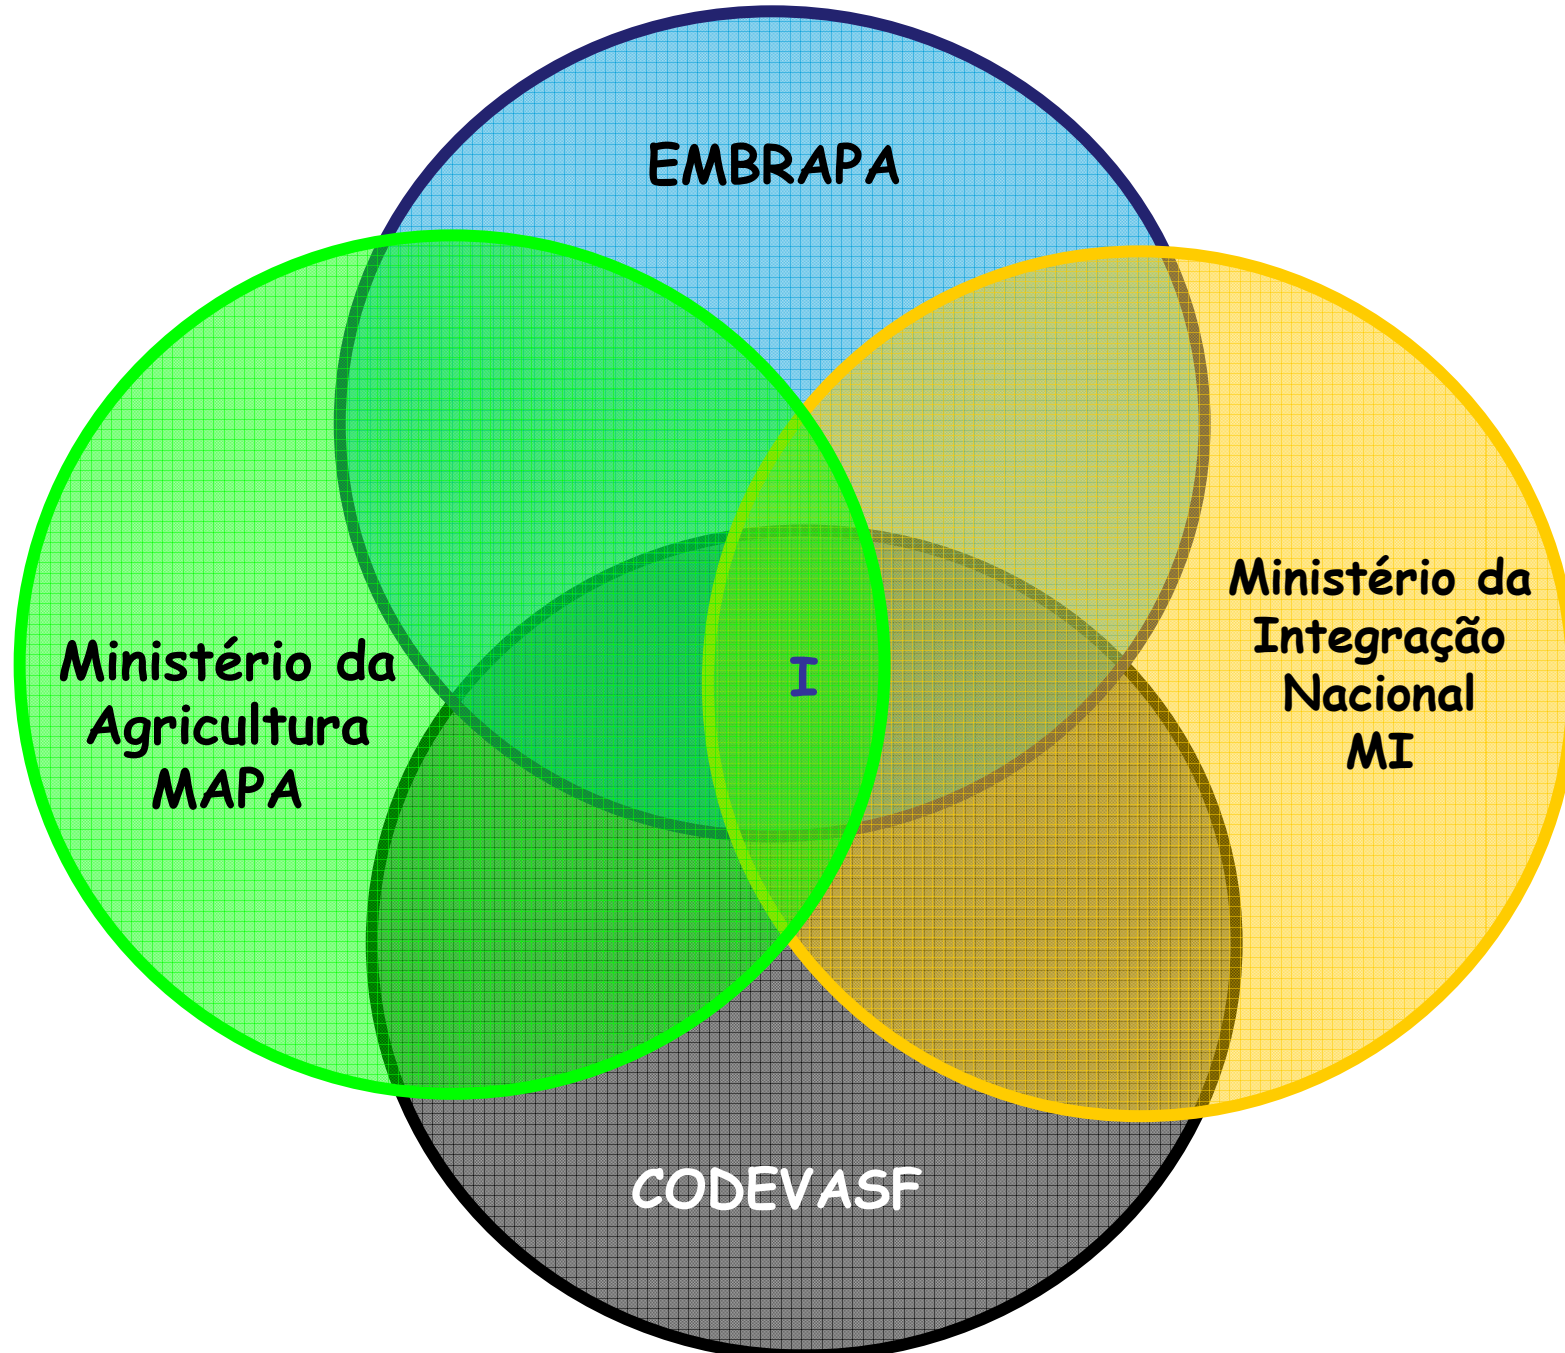 EMBRAPA
Ministério da
Agricultura
MAPA
I
Ministério da
Integração
Nacional
MI
CODEVASF